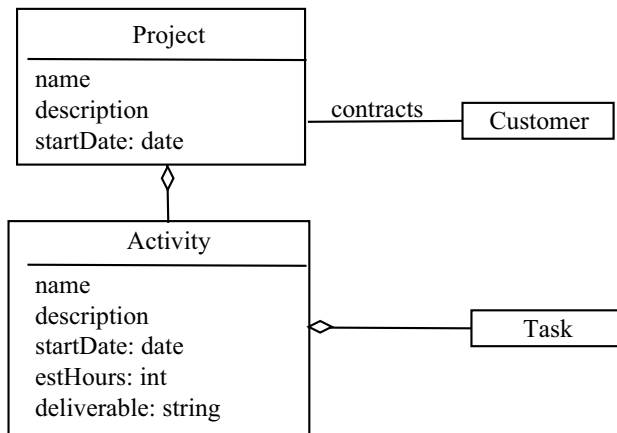 Project
name
description
startDate: date
contracts
Customer
Activity
name
description
startDate: date
estHours: int
deliverable: string
Task